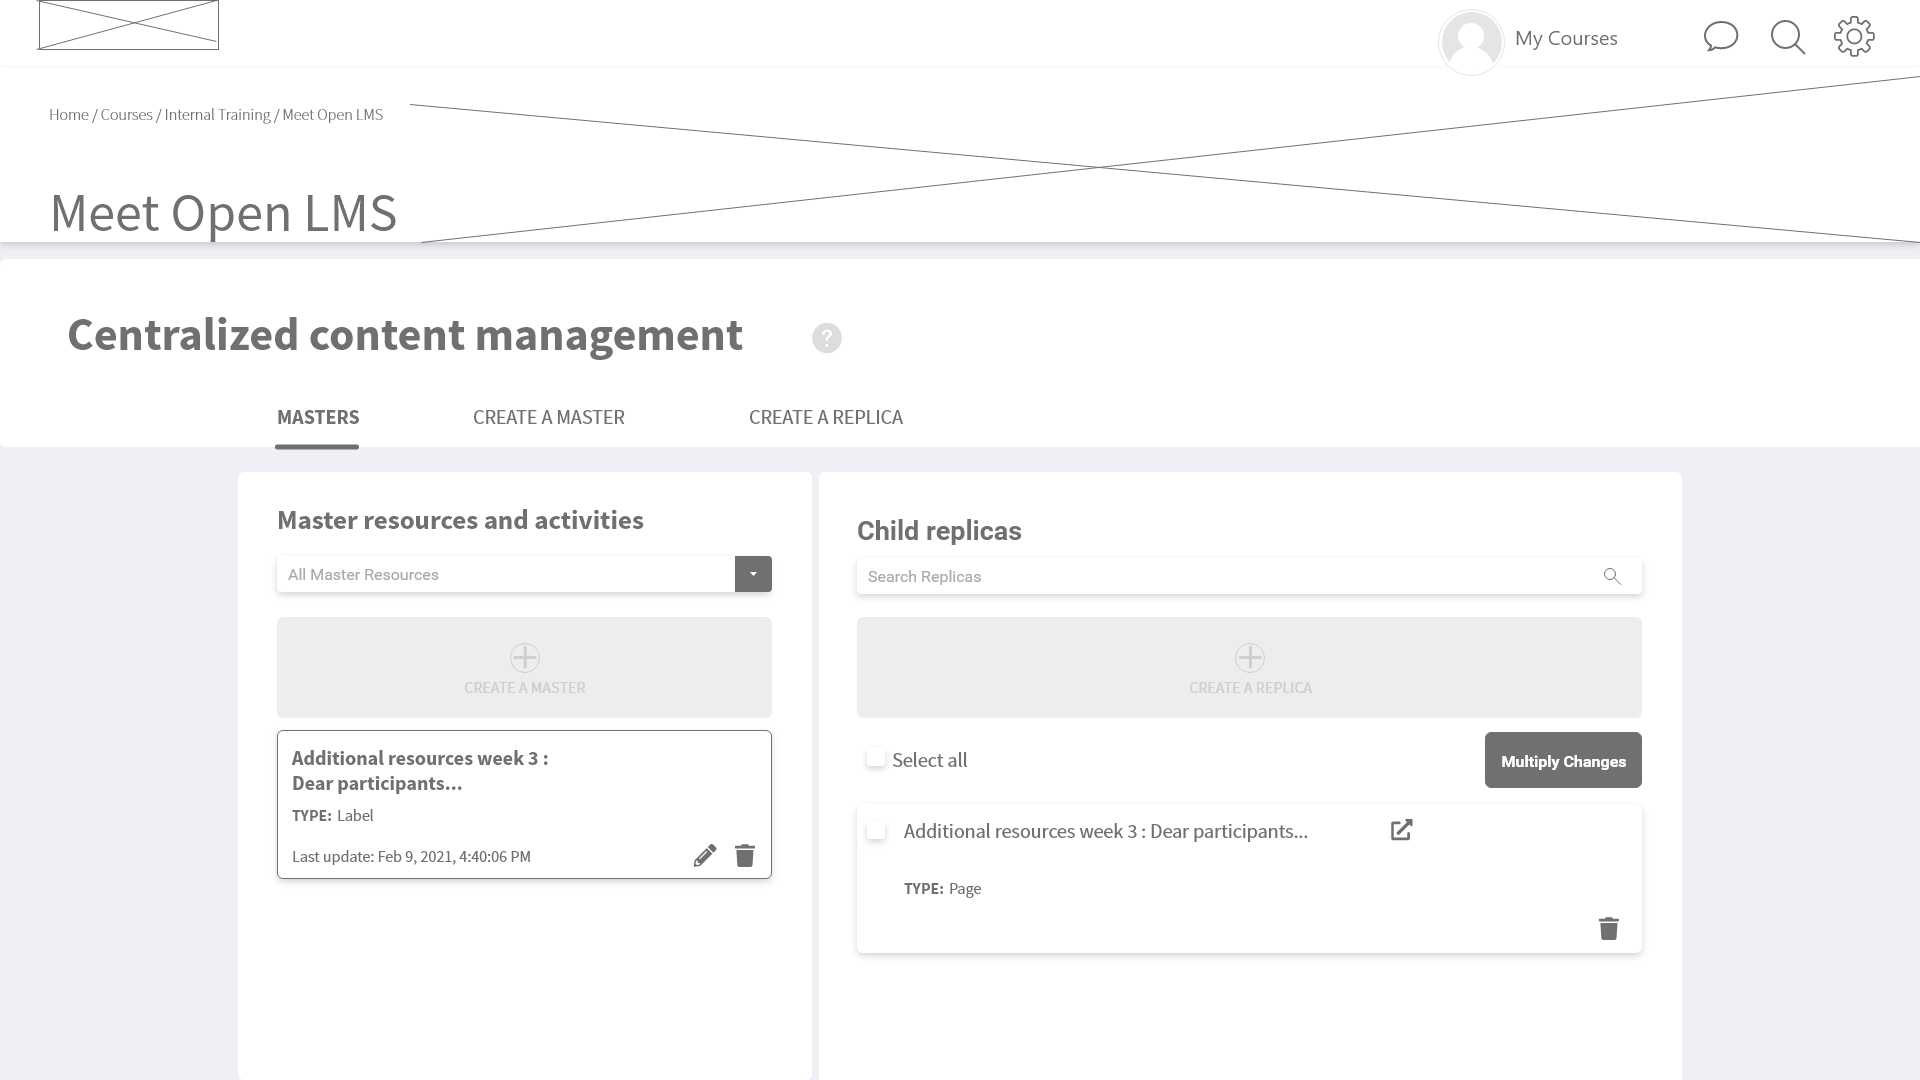 My Courses
Home / Courses / Internal Training / Meet Open LMS
Meet Open LMS
Centralized content management
?
MASTERS
CREATE A MASTER
CREATE A REPLICA
Master resources and activities
All Master Resources
CREATE A MASTER
Additional resources week 3 :
Dear participants...
TYPE: Label
Last update: Feb 9, 2021, 4:40:06 PM
Child replicas
Search Replicas
CREATE A REPLICA
Select all
Multiply Changes
Additional resources week 3 : Dear participants...
TYPE: Page